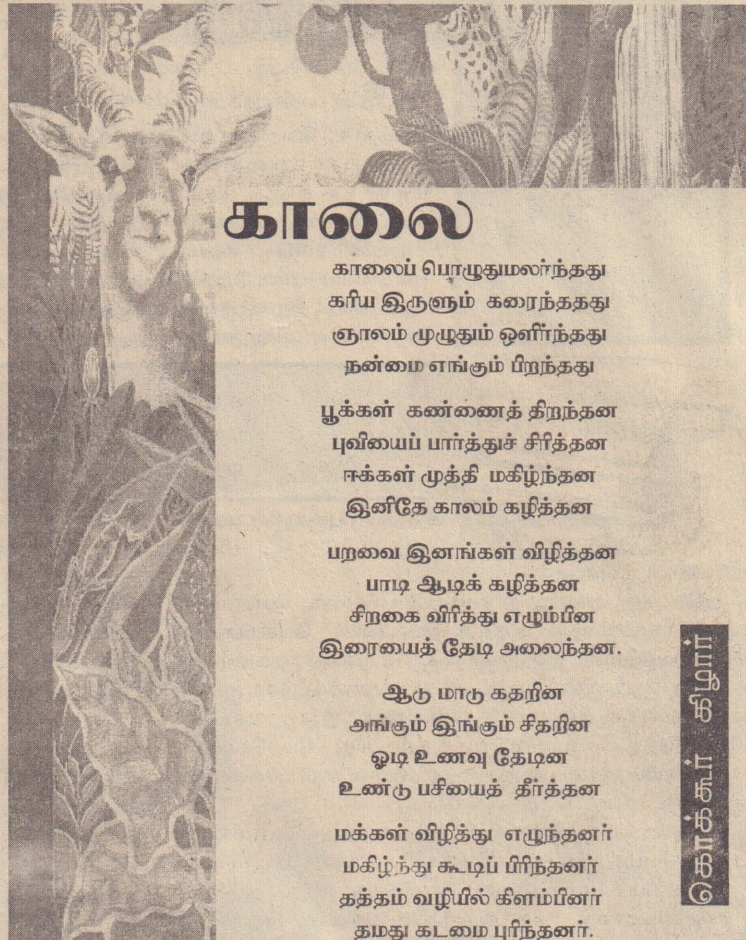 காலை
காலைப் பொழுதுமலர்ந்தது
கரிய இருளும் கரைந்ததது
ஞாலம் முழுதும் ஒளிர்ந்தது
நன்மை எங்கும் பிறந்தது
பூக்கள் கண்ணைத் திறந்தன
புவியைப் பார்த்துச் சிரித்தன
ஈக்கள் முத்தி மகிழ்ந்தன
இனிதே காலம் கழித்தன
பறவை இனங்கள் விழித்தன
பாடி ஆடிக் கழித்தன
சிறகை விரித்து எழும்பின
இரையைத் தேடி அலைந்தன.
ஆடு மாடு கதறின
அங்கும் இங்கும் சிதறின
ஓடி உணவு தேடின
உண்டு பசியைத் தீர்த்தன
மக்கள் விழித்து எழுந்தனர்
மகிழ்ந்து கூடிப் பிரிந்தனர்
தத்தம் வழியில் கிளம்பினர்
தமது கடமை புரிந்தனர்.
கொக்கூர் கிழார்